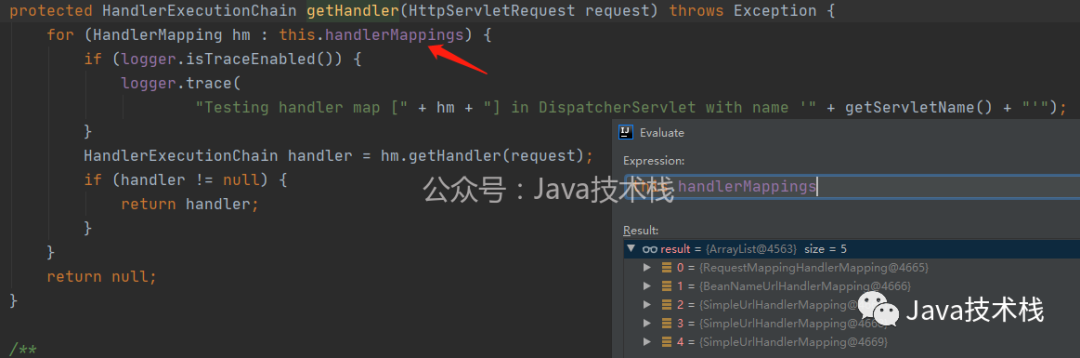 protected HandlerExecutionChain getHandler(HttpServletRequest request) throws Exception {
for (HandlerMapping hm : this.handlerMappings) {
if (logger.isTraceEnabled()) {
logger.trace(
"Testing handler map [" + hm + "] in DispatcherServlet with name '" + getServletName() + "'");
}
HandlerExecutionChain handler = hm.getHandler(request);
if (handler != null) {
return handler;
}
}
return null;
}
/**
Evaluate
Expression:
this.handlerMappings
Result:
result = {ArrayList@4563} size = 5
0 = {RequestMappingHandlerMapping@4665}
1 = {BeanNameUrlHandlerMapping@4666}
2 = {SimpleUrlHandlerMapping
3 = {SimpleUrlHandlerMapping
4 = {SimpleUrlHandlerMapping@4669}
公众号：Java技术栈
Java技术栈